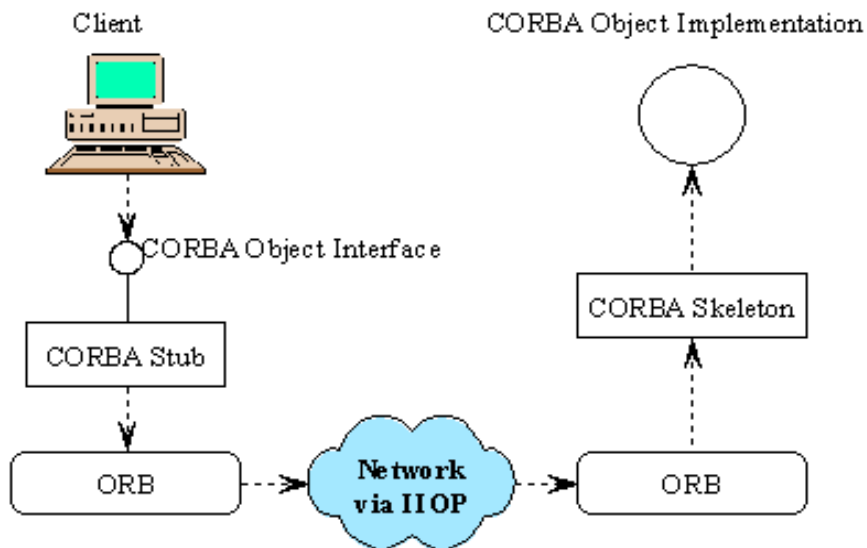 Client
CORBA Object Implementation
CORBA Object Interface
CORBA Skeleton
CORBA Stub
ORB
Network
via IIOP
ORB